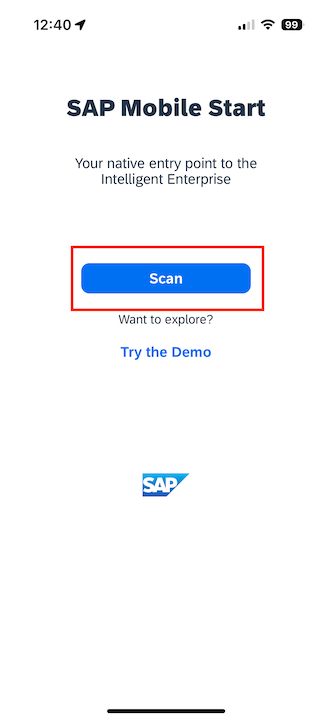 12:40
99
SAP Mobile Start
Your native entry point to the
Intelligent Enterprise
Scan
Want to explore?
Try the Demo
SAP